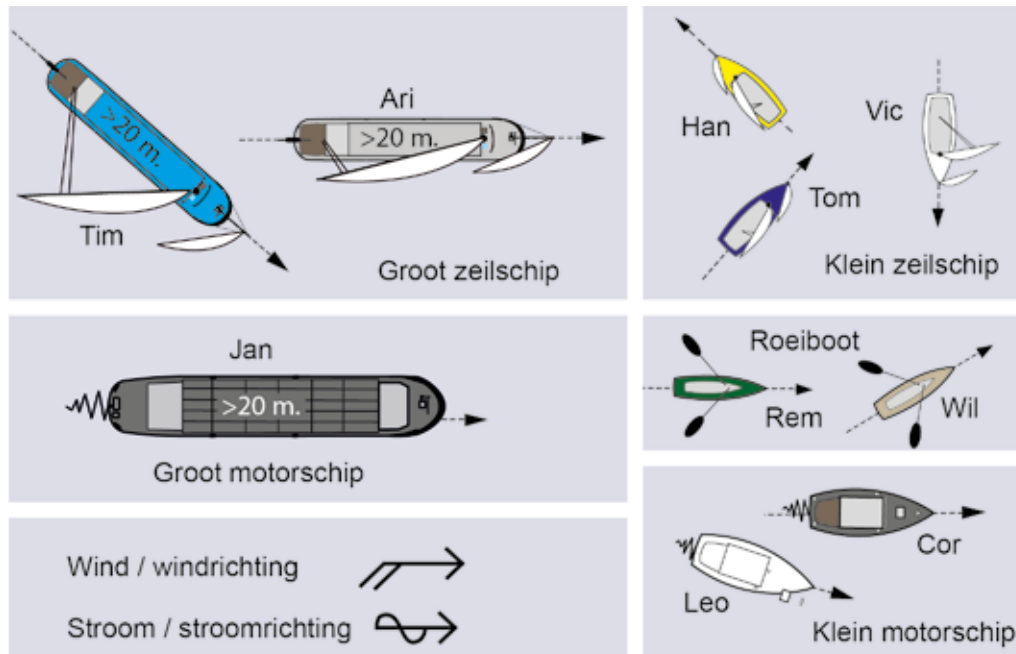 >20 m.
Tim
Ari
>20 m.
Groot zeilschip
Han
Vic
Tom
Klein zeilschip
Jan
>20 m.
Groot motorschip
Roeiboot
Rem
Wil
Cor
Leo
Klein motorschip
Wind / windrichting
Stroom / stroomrichting